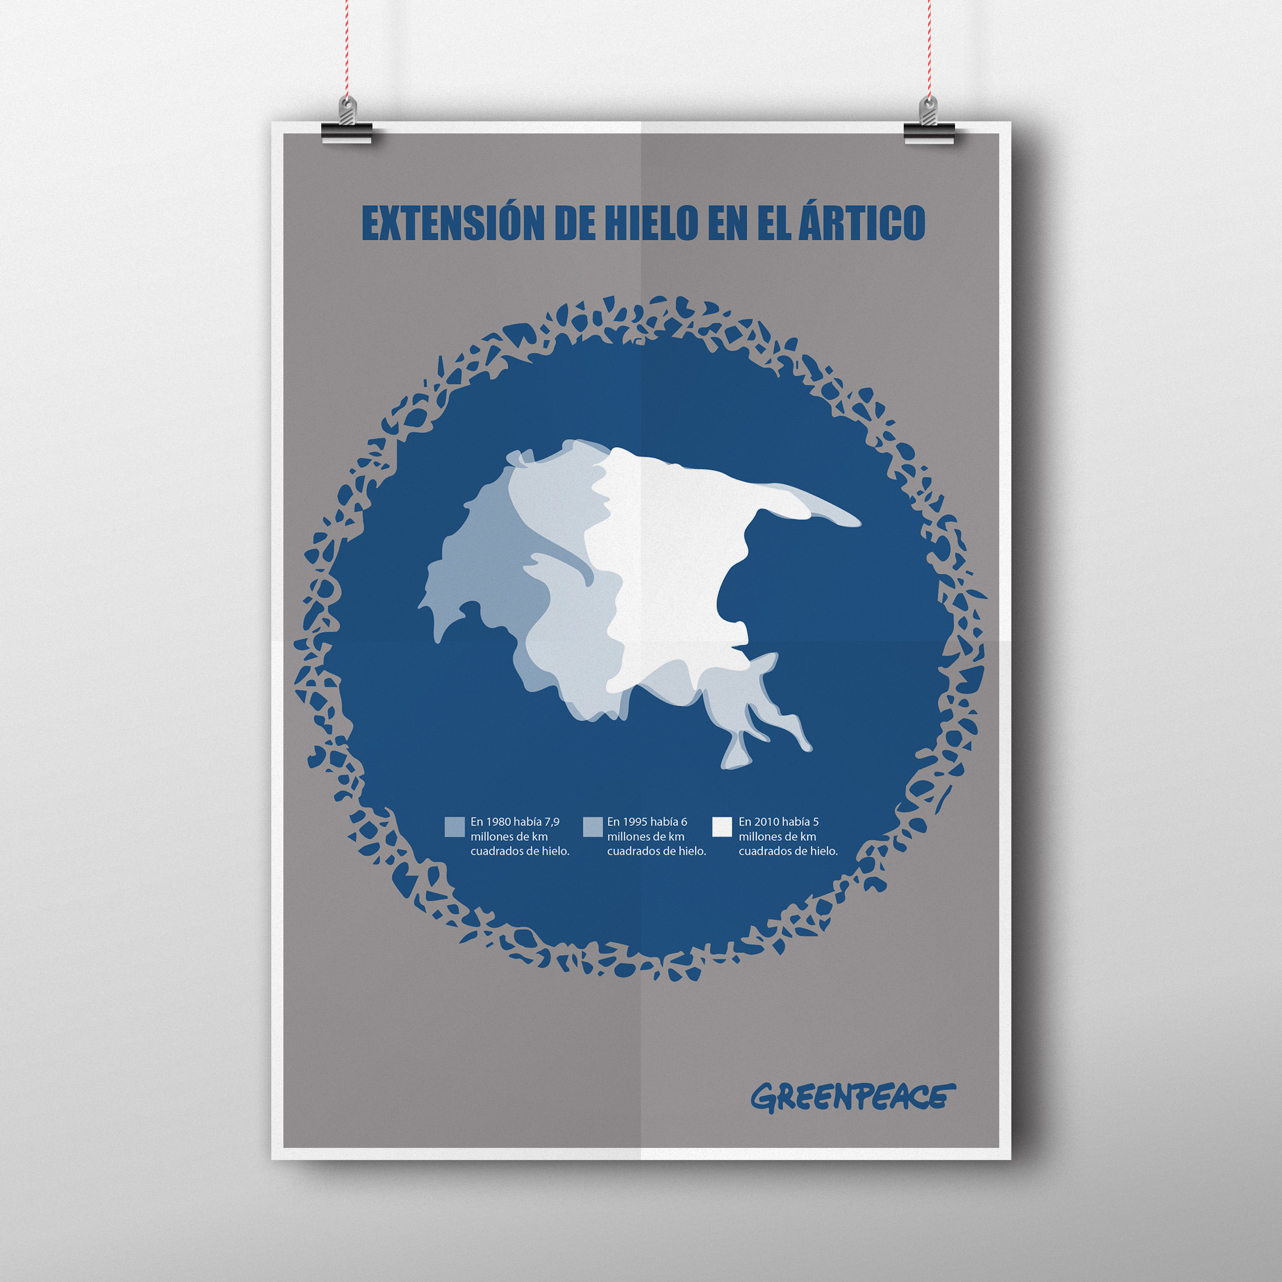 EXTENSIÓN DE HIELO EN EL ÁRTICO
En 1980 había 7,9
millones de km
cuadrados de hielo.
En 1995 había 6
millones de km
cuadrados de hielo.
En 2010 había 5
millones de km
cuadrados de hielo.
GREENPEACE